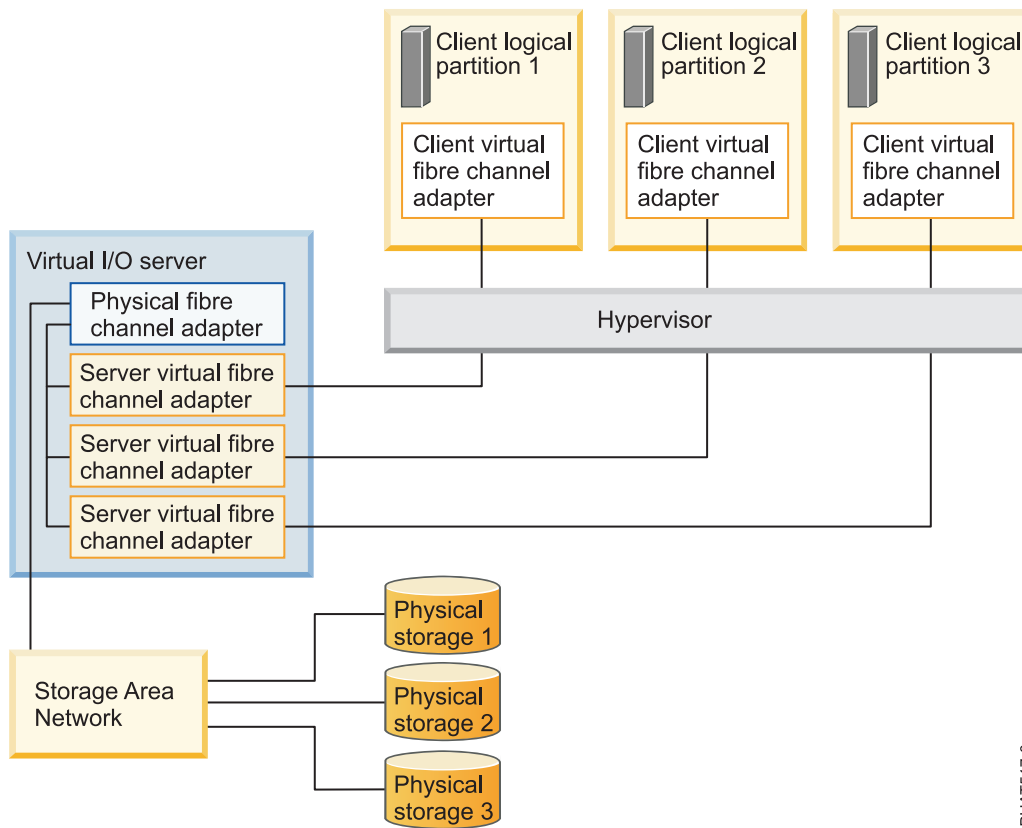 Client logical
partition 1
Client logical
partition 2
Client logical
partition 3
Client virtual
fibre channel
adapter
Client virtual
fibre channel
adapter
Client virtual
fibre channel
adapter
Virtual I/O server
Physical fibre
channel adapter
Hypervisor
Server virtual fibre
channel adapter
Server virtual fibre
channel adapter
Server virtual fibre
channel adapter
Physical
storage 1
Storage Area
Network
Physical
storage 2
Physical
storage 3